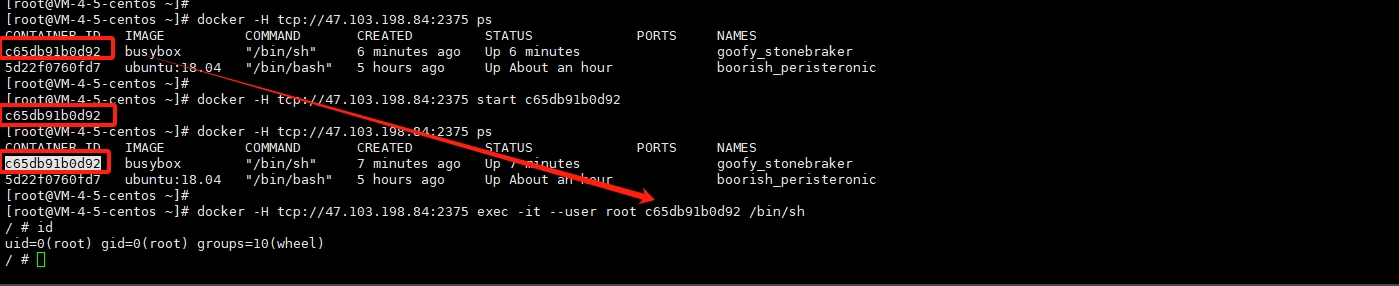 [root@VM-4-5-centos ~]#
[root@VM-4-5-centos ~]# docker -H tcp://47.103.198.84:2375 ps
CONTAINER ID   IMAGE          COMMAND       CREATED         STATUS             PORTS     NAMES
c65db91b0d92   busybox        "/bin/sh"     6 minutes ago   Up 6 minutes                 goofy_stonebraker
5d22f0760fd7   ubuntu:18.04   "/bin/bash"   5 hours ago     Up About an hour             boorish_peristeronic
[root@VM-4-5-centos ~]#
[root@VM-4-5-centos ~]# docker -H tcp://47.103.198.84:2375 start c65db91b0d92
c65db91b0d92
[root@VM-4-5-centos ~]# docker -H tcp://47.103.198.84:2375 ps
CONTAINER ID   IMAGE          COMMAND       CREATED         STATUS             PORTS     NAMES
c65db91b0d92   busybox        "/bin/sh"     7 minutes ago   Up 7 minutes                 goofy_stonebraker
5d22f0760fd7   ubuntu:18.04   "/bin/bash"   5 hours ago     Up About an hour             boorish_peristeronic
[root@VM-4-5-centos ~]#
[root@VM-4-5-centos ~]# docker -H tcp://47.103.198.84:2375 exec -it --user root c65db91b0d92 /bin/sh
/ # id
uid=0(root) gid=0(root) groups=10(wheel)
/ #